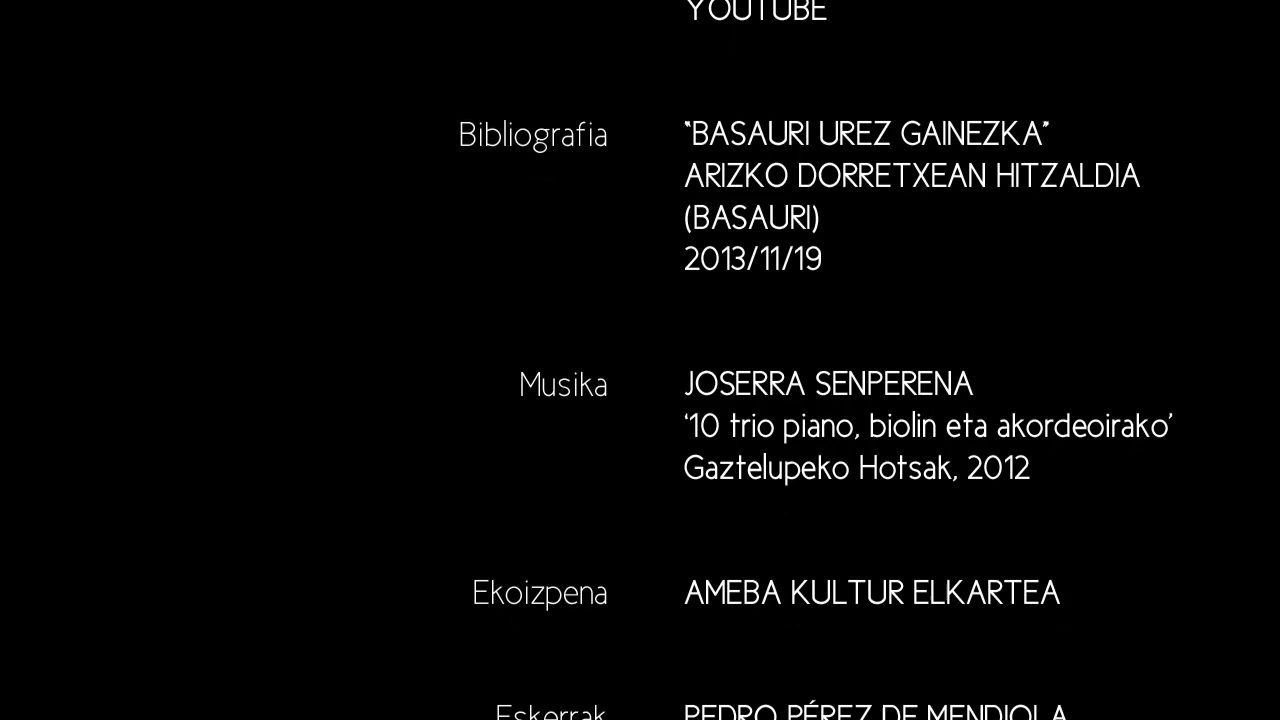 YOUTUBE
Bibliografia "BASAURI UREZ GAINEZKA"
ARIZKO DORRETXEAN HITZALDIA
(BASAURI)
2013/11/19
Musika JOSERRA SENPERENA
'10 trio piano, biolin eta akordeoirako'
Gaztelupeko Hotsak, 2012
Ekoizpena AMEBA KULTUR ELKARTEA
Eskerrak PEDRO PÉREZ DE MENDIOLA